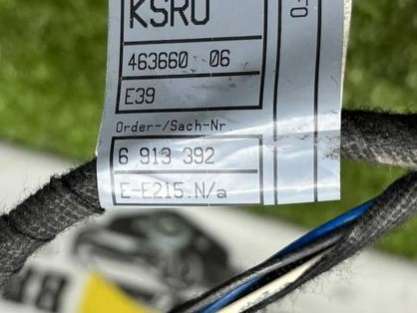 KSRU
463660 06
E39
Order-/Sach-Nr
6 913 392
E-E215.N/a